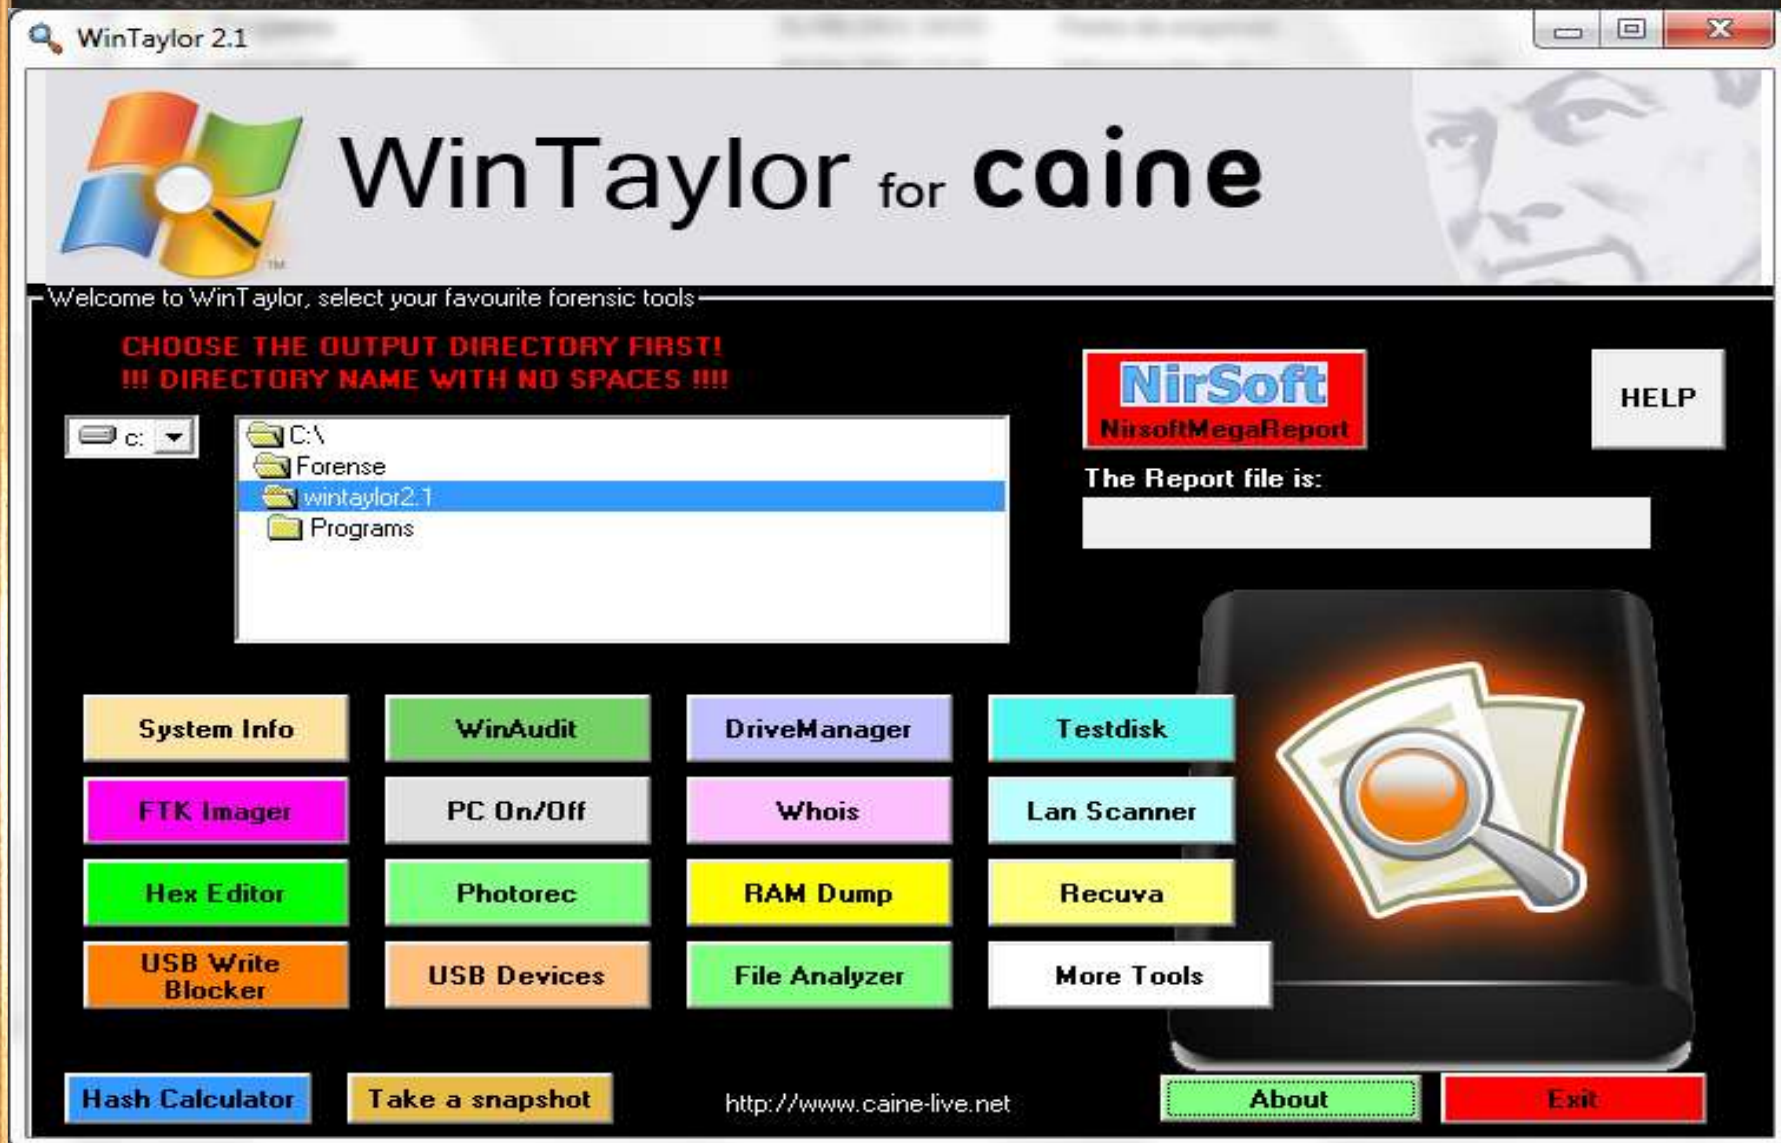 WinTaylor 2.1
WinTaylor for caine
TM
Welcome to WinTaylor, select your favourite forensic tools
CHOOSE THE OUTPUT DIRECTORY FIRST!
!!! DIRECTORY NAME WITH NO SPACES !!!!
c:
C:\
Forense
wintaylor2.1
Programs
NirSoft
NirsoftMegaReport
HELP
The Report file is:
System Info
WinAudit
DriveManager
Testdisk
FTK Imager
PC On/Off
Whois
Lan Scanner
Hex Editor
Photorec
RAM Dump
Recuva
USB Write
Blocker
USB Devices
File Analyzer
More Tools
Hash Calculator
Take a snapshot
http://www.caine-live.net
About
Exit